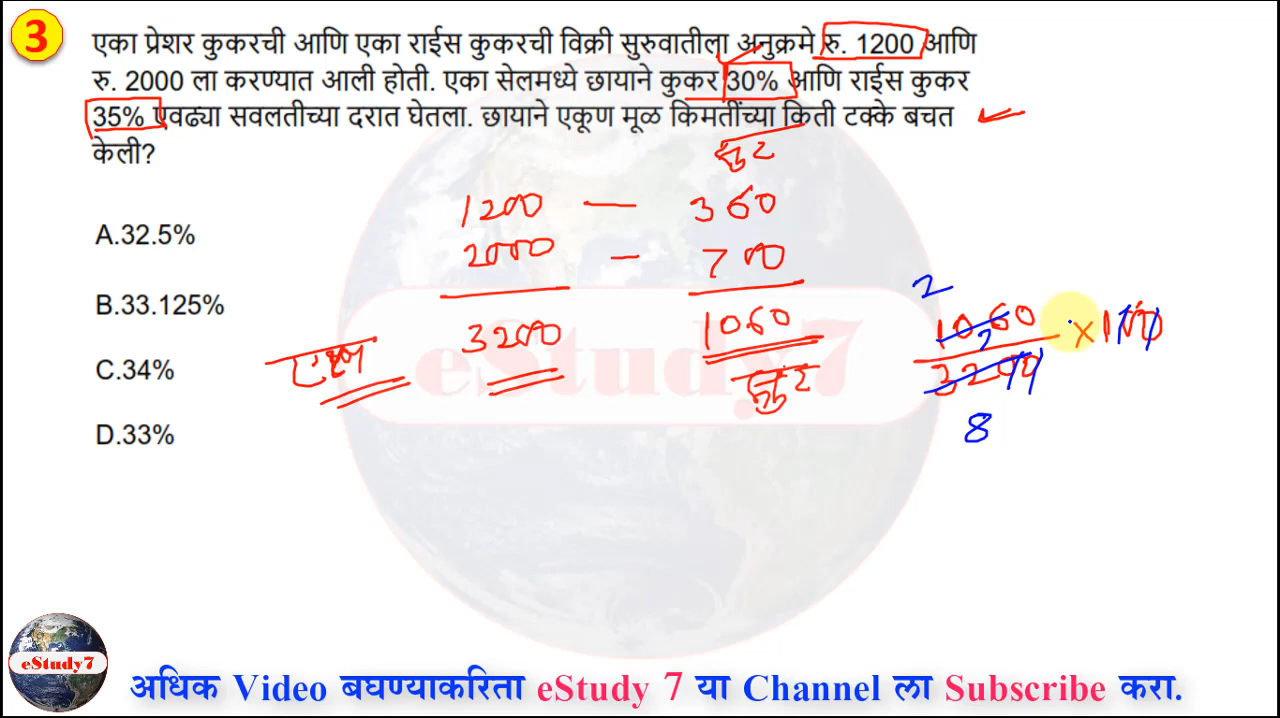 3
एका प्रेशर कुकरची आणि एका राईस कुकरची विक्री सुरुवातीला अनुक्रमे रु. 1200 आणि
रु. 2000 ला करण्यात आली होती. एका सेलमध्ये छायाने कुकर 30% आणि राईस कुकर
35% एवढ्या सवलतीच्या दरात घेतला. छायाने एकूण मूळ किमतींच्या किती टक्के बचत
केली?
सुट
1200 — 360
A.32.5%
2000 - 700
2
B.33.125%
3200 1060 1060 × 100
2
3200
एकूण
सुट
C.34%
8
D.33%
eStudy7
eStudy7
अधिक Video बघण्याकरिता eStudy 7 या Channel ला Subscribe करा.